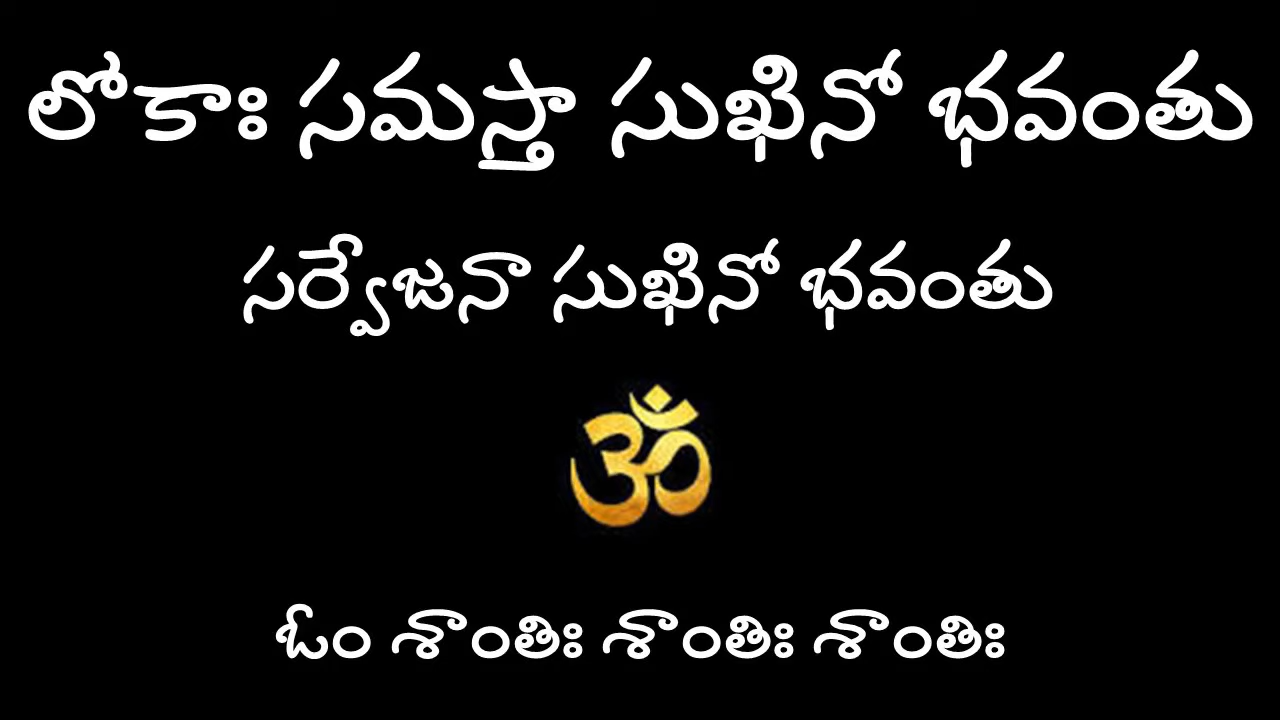 లోకాః సమస్తా సుఖినో భవంతు
సర్వేజనా సుఖినో భవంతు
ॐ
ఓం శాంతిః శాంతిః శాంతిః